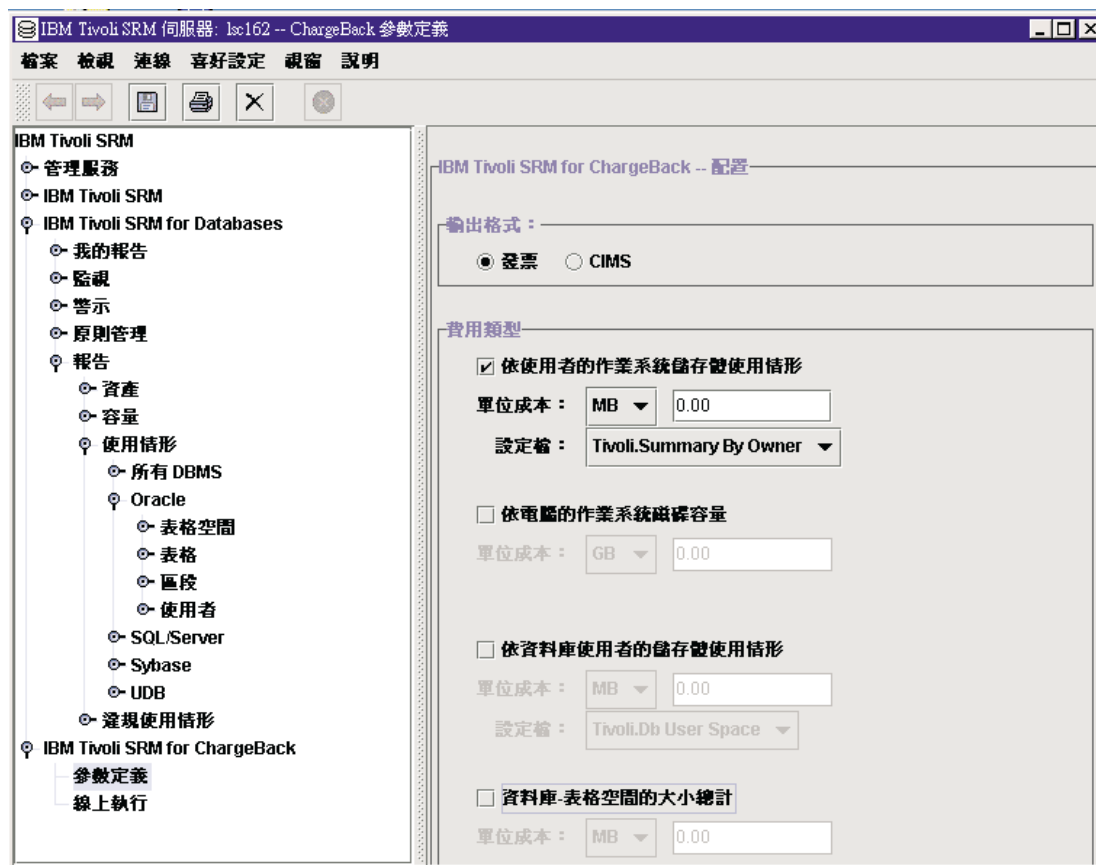 IBM Tivoli SRM 伺服器: lsc162 -- ChargeBack 參數定義
檔案 檢視 連線 喜好設定 視窗 說明
IBM Tivoli SRM
管理服務
IBM Tivoli SRM
IBM Tivoli SRM for Databases
我的報告
監視
警示
原則管理
報告
資產
容量
使用情形
所有 DBMS
Oracle
表格空間
表格
區段
使用者
SQL/Server
Sybase
UDB
違規使用情形
IBM Tivoli SRM for ChargeBack
參數定義
線上執行
IBM Tivoli SRM for ChargeBack -- 配置
輸出格式：
發票 CIMS
費用類型
依使用者的作業系統儲存體使用情形
單位成本： MB 0.00
設定檔： Tivoli.Summary By Owner
依電腦的作業系統磁碟容量
單位成本： GB 0.00
依資料庫使用者的儲存體使用情形
單位成本： MB 0.00
設定檔： Tivoli.Db User Space
資料庫-表格空間的大小總計
單位成本： MB 0.00